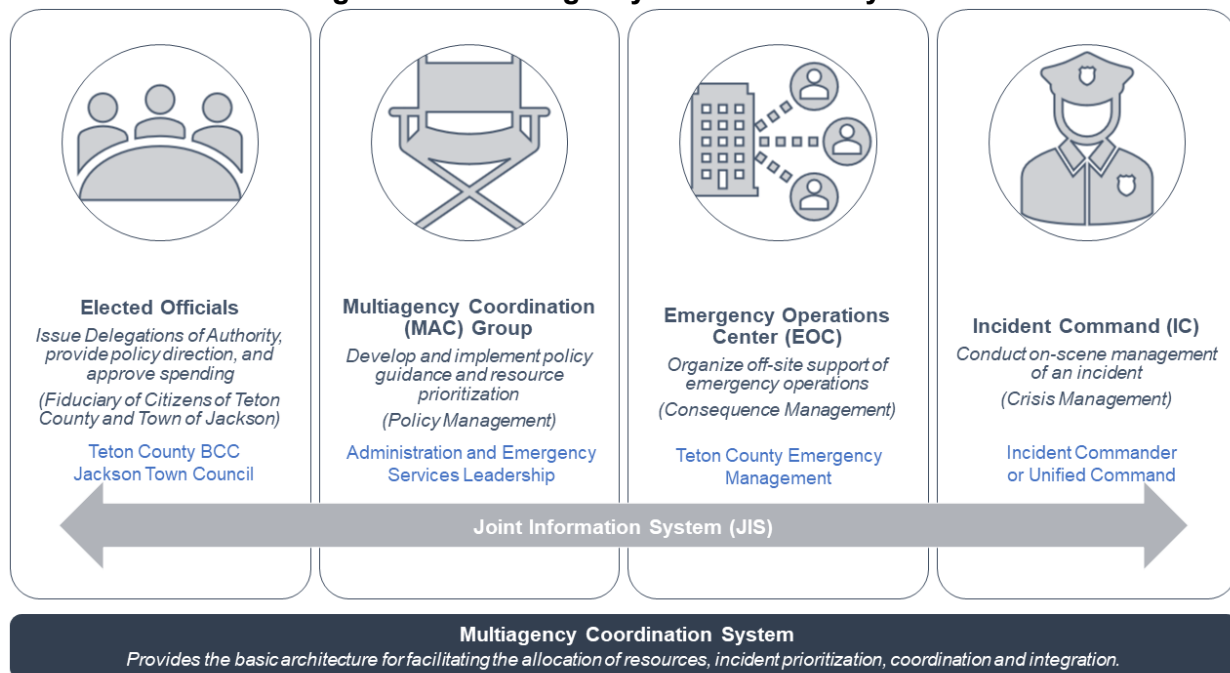 Elected Officials
Issue Delegations of Authority,
provide policy direction, and
approve spending
(Fiduciary of Citizens of Teton
County and Town of Jackson)
Teton County BCC
Jackson Town Council
Multiagency Coordination
(MAC) Group
Develop and implement policy
guidance and resource
prioritization
(Policy Management)
Administration and Emergency
Services Leadership
Emergency Operations
Center (EOC)
Organize off-site support of
emergency operations
(Consequence Management)
Teton County Emergency
Management
Incident Command (IC)
Conduct on-scene management
of an incident
(Crisis Management)
Incident Commander
or Unified Command
Joint Information System (JIS)
Multiagency Coordination System
Provides the basic architecture for facilitating the allocation of resources, incident prioritization, coordination and integration.